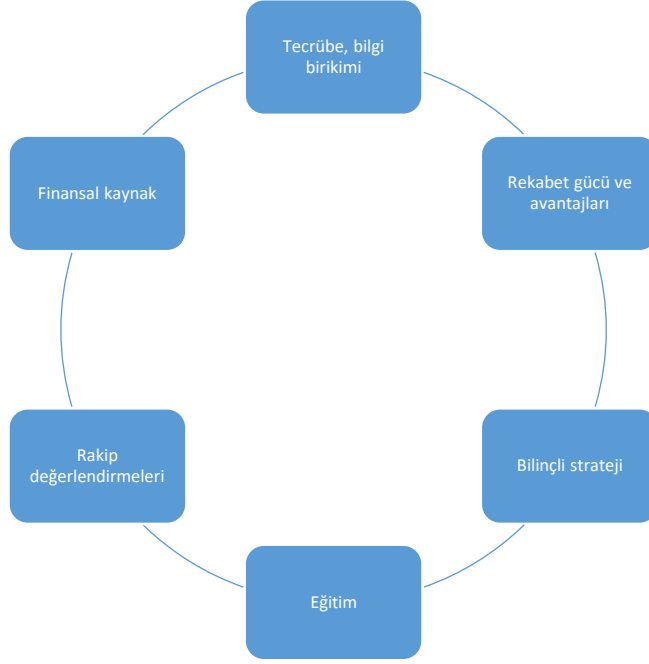 Tecrübe, bilgi
birikimi
Rekabet gücü ve
avantajları
Bilinçli strateji
Eğitim
Rakip
değerlendirmeleri
Finansal kaynak